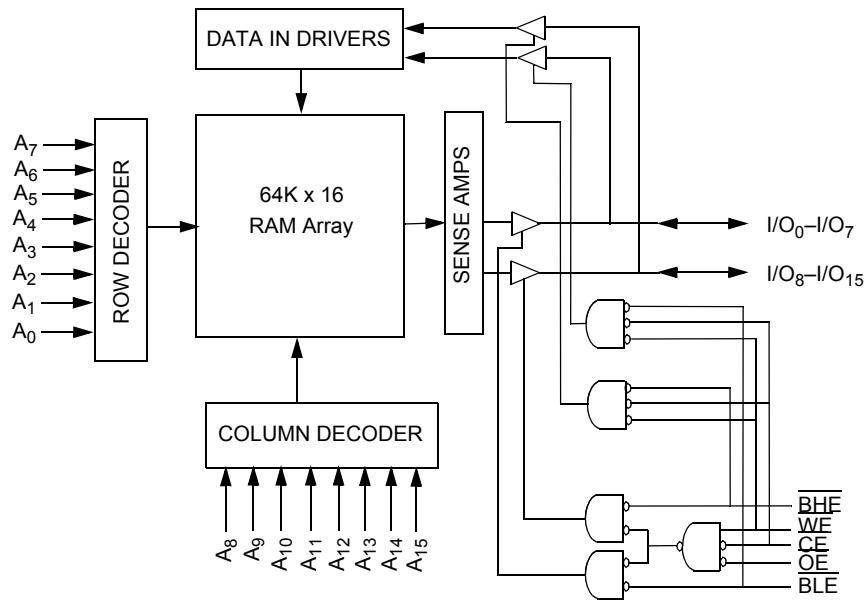 DATA IN DRIVERS
A7
A6
A5
A4
A3
A2
A1
A0
ROW DECODER
64K x 16
RAM Array
SENSE AMPS
I/O0–I/O7
I/O8–I/O15
COLUMN DECODER
A8
A9
A10
A11
A12
A13
A14
A15
BHE
WE
CE
OE
BLE